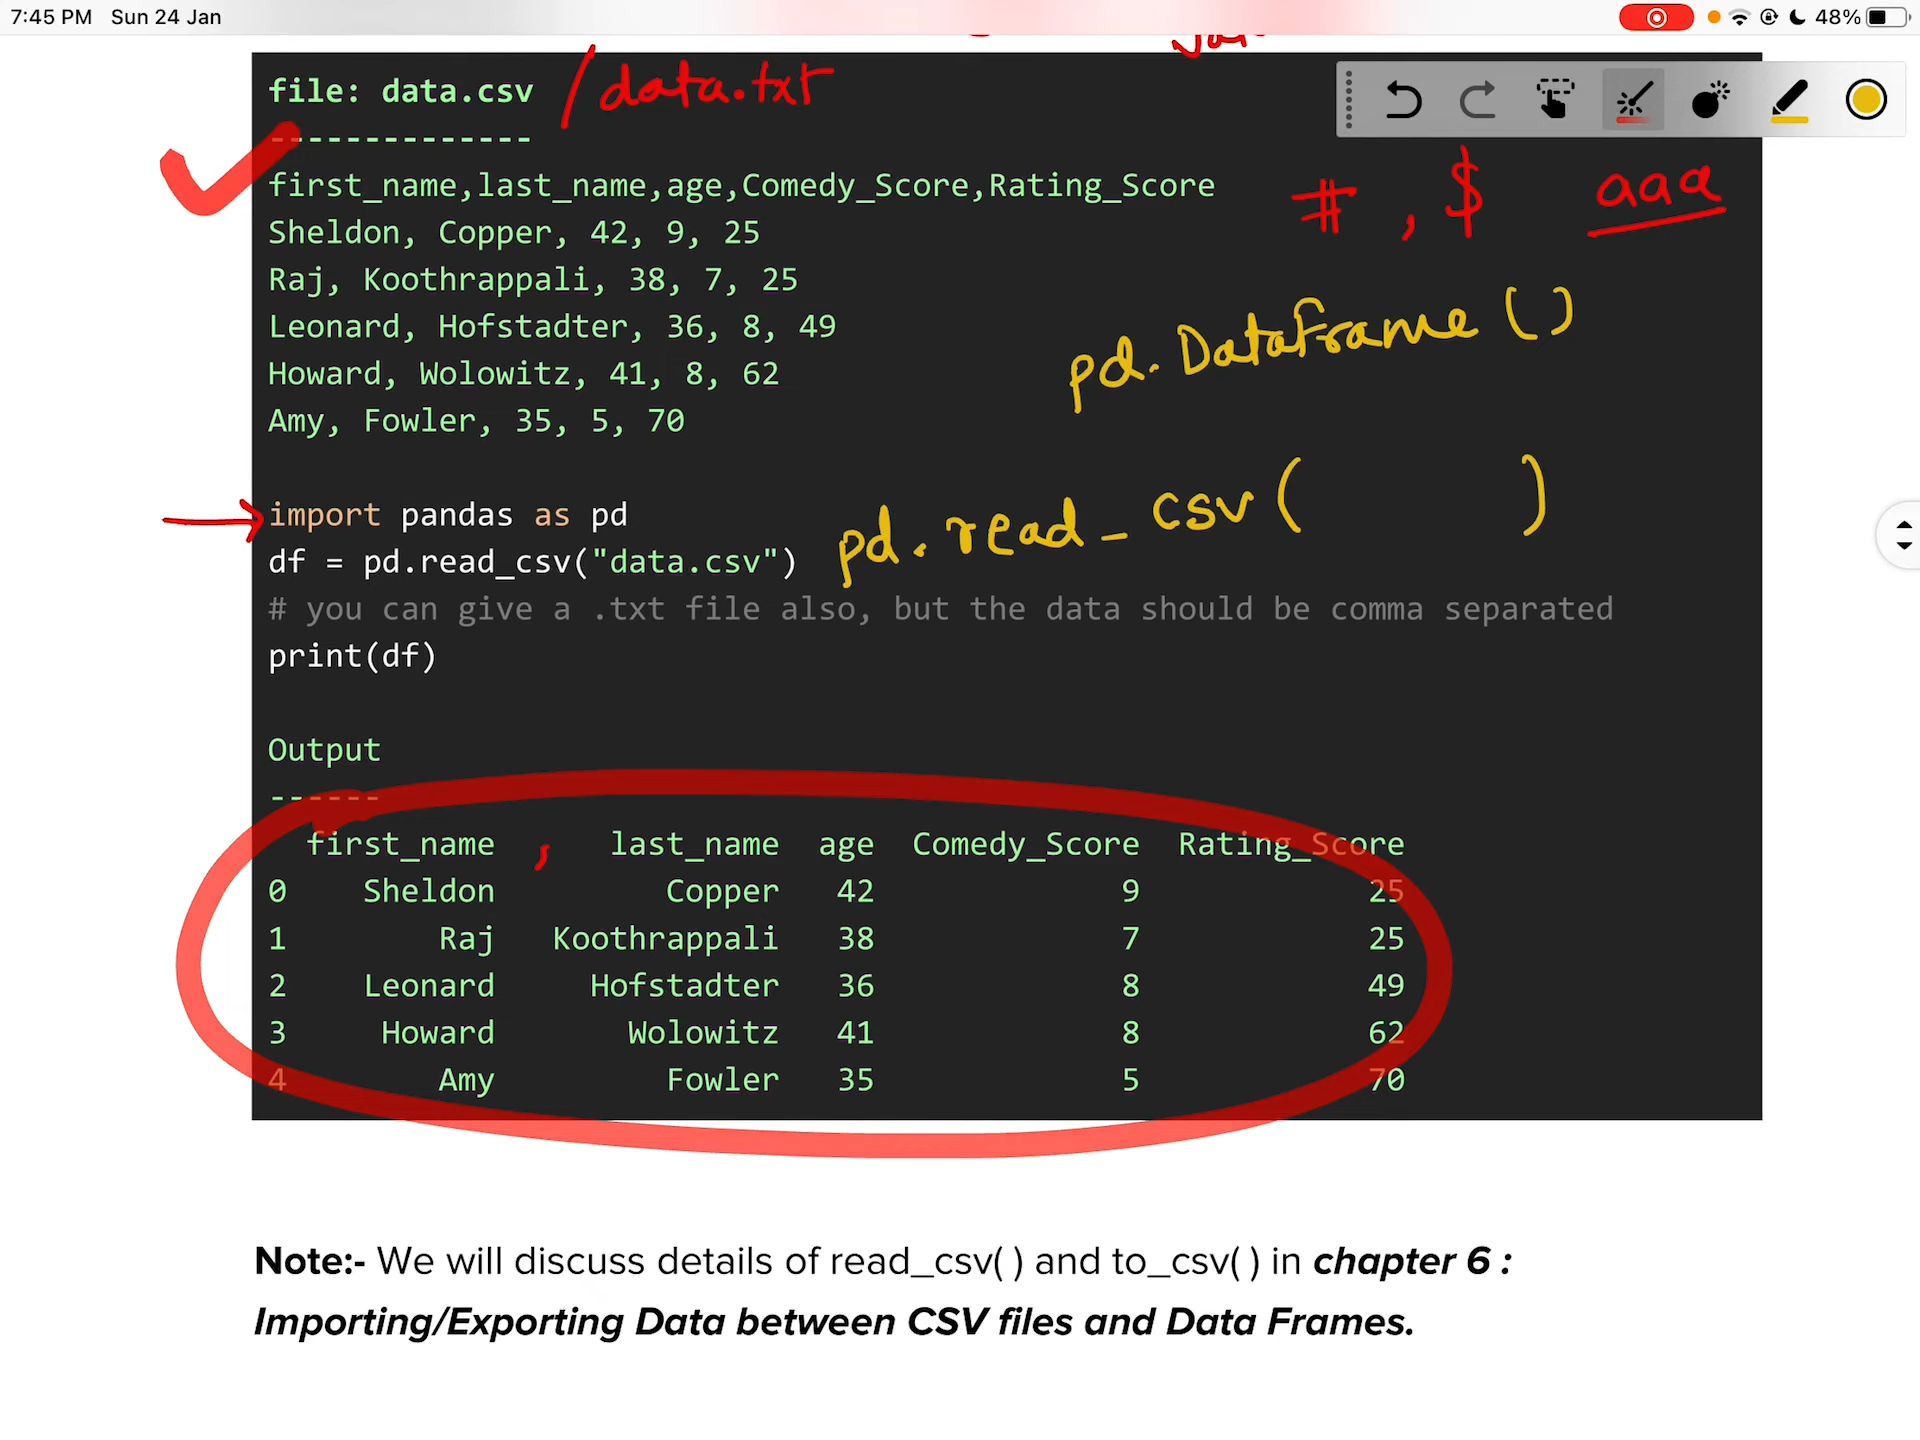 7:45 PM Sun 24 Jan 48%
file: data.csv /data.txt
-------------
first_name,last_name,age,Comedy_Score,Rating_Score # , $ aaa
Sheldon, Copper, 42, 9, 25
Raj, Koothrappali, 38, 7, 25
Leonard, Hofstadter, 36, 8, 49
pd.DataFrame()
Howard, Wolowitz, 41, 8, 62
Amy, Fowler, 35, 5, 70
import pandas as pd
pd.read_csv( )
df = pd.read_csv("data.csv")
# you can give a .txt file also, but the data should be comma separated
print(df)
Output
------
first_name , last_name age Comedy_Score Rating_Score
0 Sheldon Copper 42 9 25
1 Raj Koothrappali 38 7 25
2 Leonard Hofstadter 36 8 49
3 Howard Wolowitz 41 8 62
4 Amy Fowler 35 5 70
Note:- We will discuss details of read_csv() and to_csv() in chapter 6 :
Importing/Exporting Data between CSV files and Data Frames.